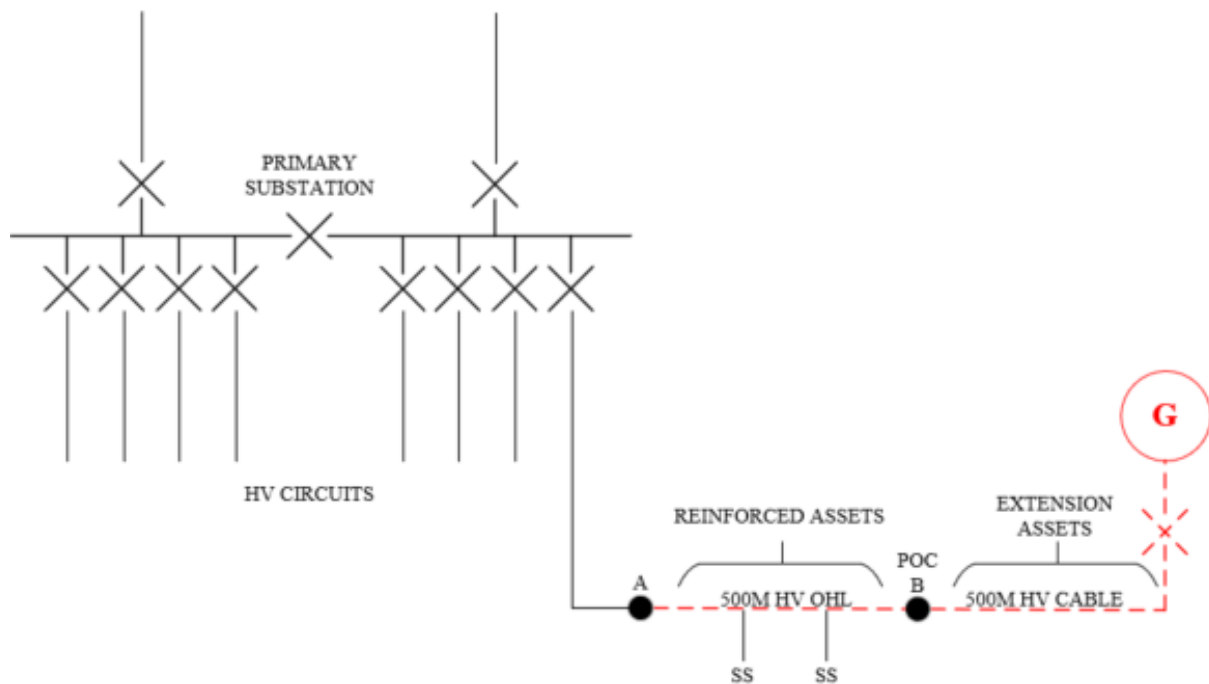 PRIMARY
SUBSTATION
HV CIRCUITS
G
REINFORCED ASSETS
EXTENSION
ASSETS
POC
A
B
500M HV OHL
500M HV CABLE
SS
SS